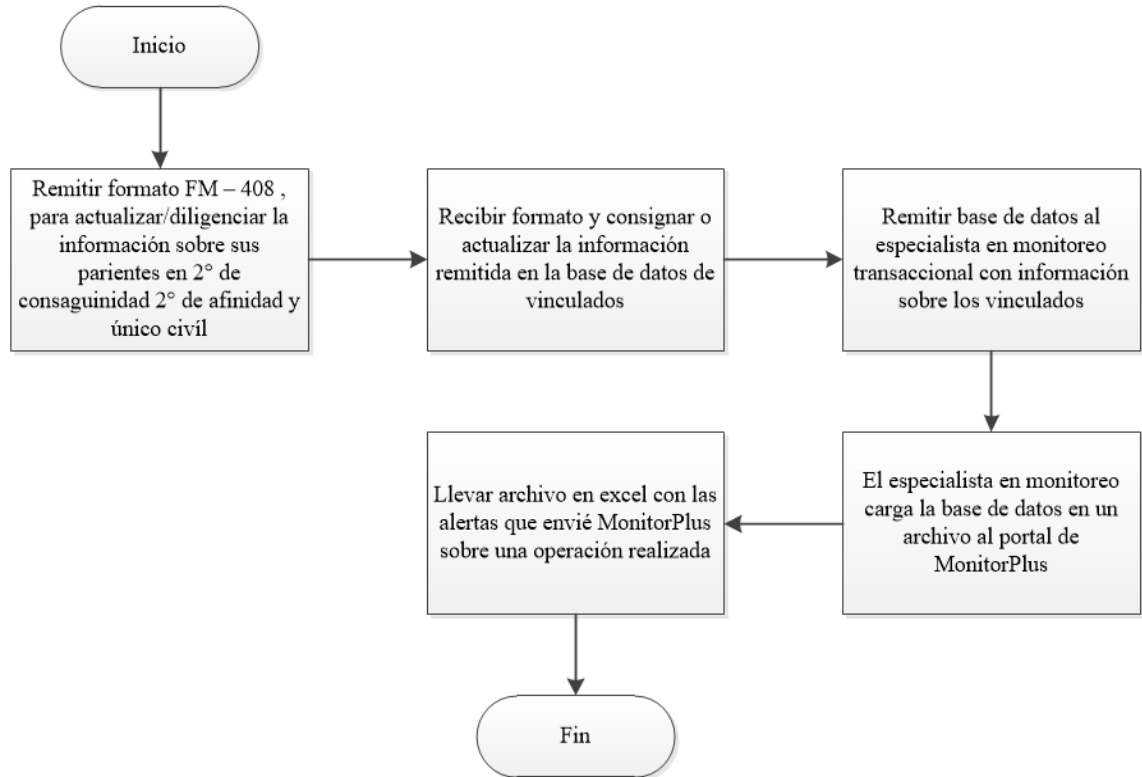 Inicio
Remitir formato FM – 408 ,
para actualizar/diligenciar la
información sobre sus
parientes en 2° de
consaguinidad 2° de afinidad y
único civíl
Recibir formato y consignar o
actualizar la información
remitida en la base de datos de
vinculados
Remitir base de datos al
especialista en monitoreo
transaccional con información
sobre los vinculados
El especialista en monitoreo
carga la base de datos en un
archivo al portal de
MonitorPlus
Llevar archivo en excel con las
alertas que envié MonitorPlus
sobre una operación realizada
Fin